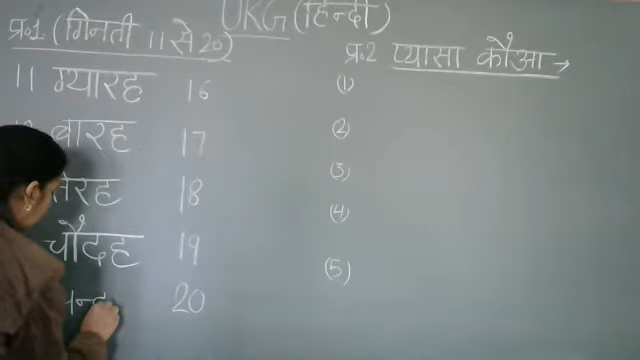 UKG (हिन्दी)
प्र.1 (गिनती 11 से 20)
11 ग्यारह 16
बारह 17
तेरह 18
चौदह 19
20
प्र.2 प्यासा कौआ →
(1)
(2)
(3)
(4)
(5)